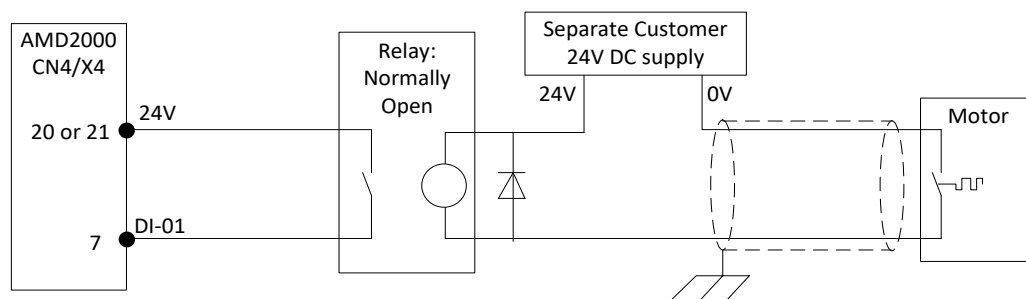 AMD2000
CN4/X4
20 or 21
24V
7
DI-01
Relay:
Normally
Open
Separate Customer
24V DC supply
24V
0V
Motor